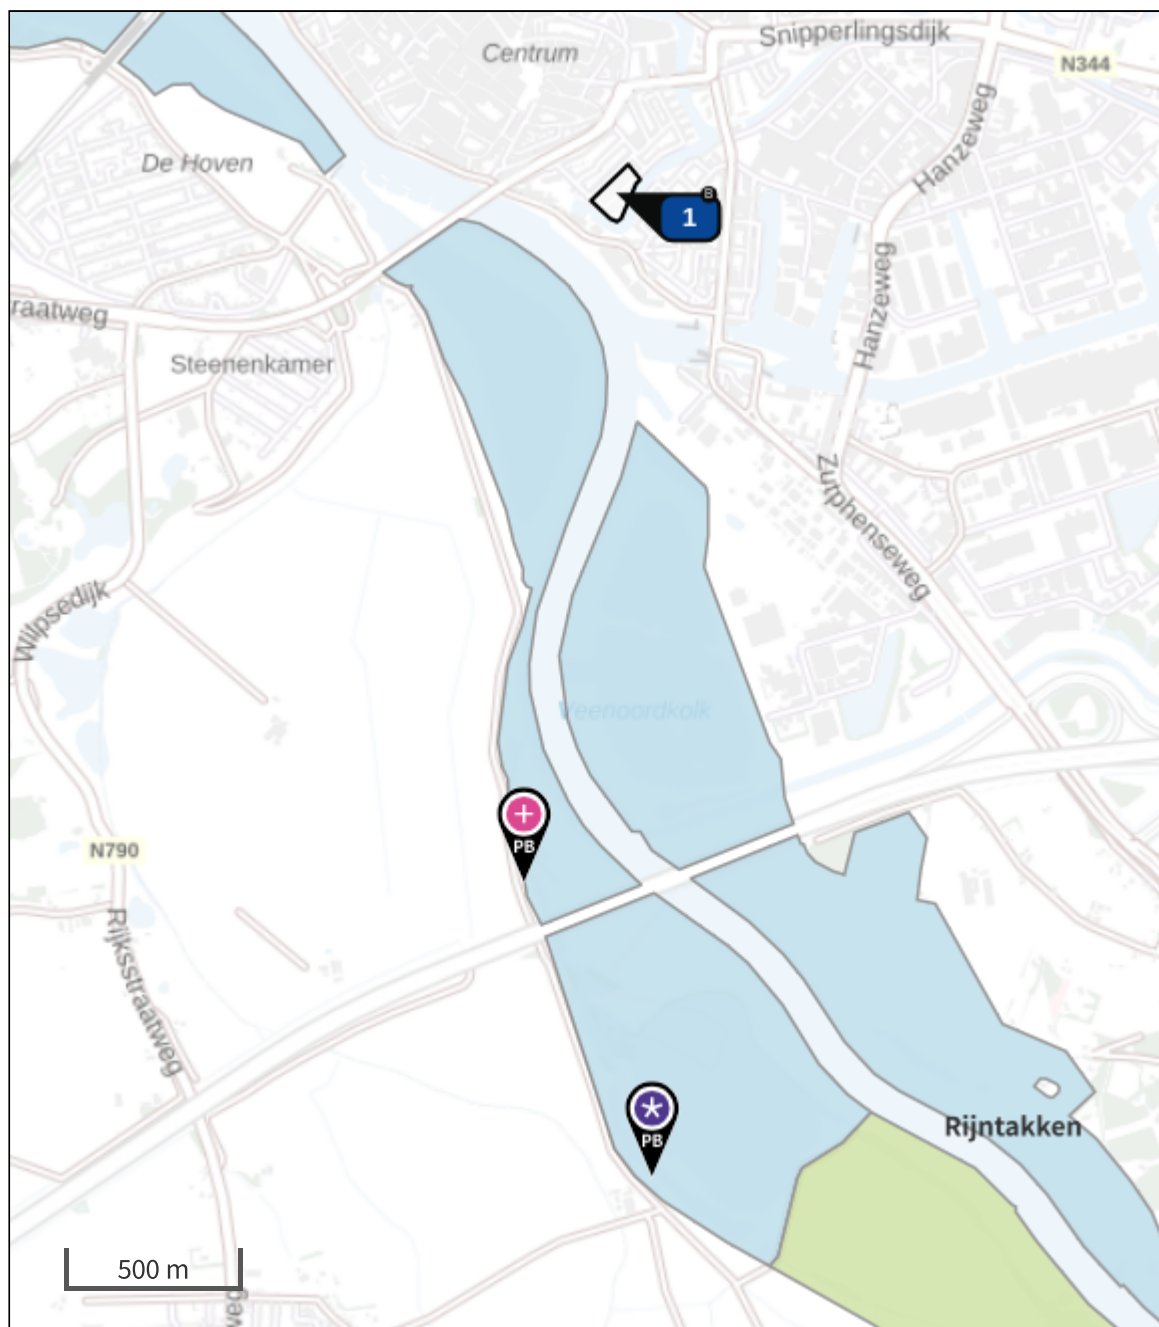 Snipperlingsdijk
Centrum
N344
De Hoven
Hanzeweg
B
1
Hanzeweg
raatweg
Steenenkamer
Zutphenseweg
Wilpsedijk
Veenoordkolk
PB
N790
Rijksstraatweg
PB
Rijntakken
500 m
weg